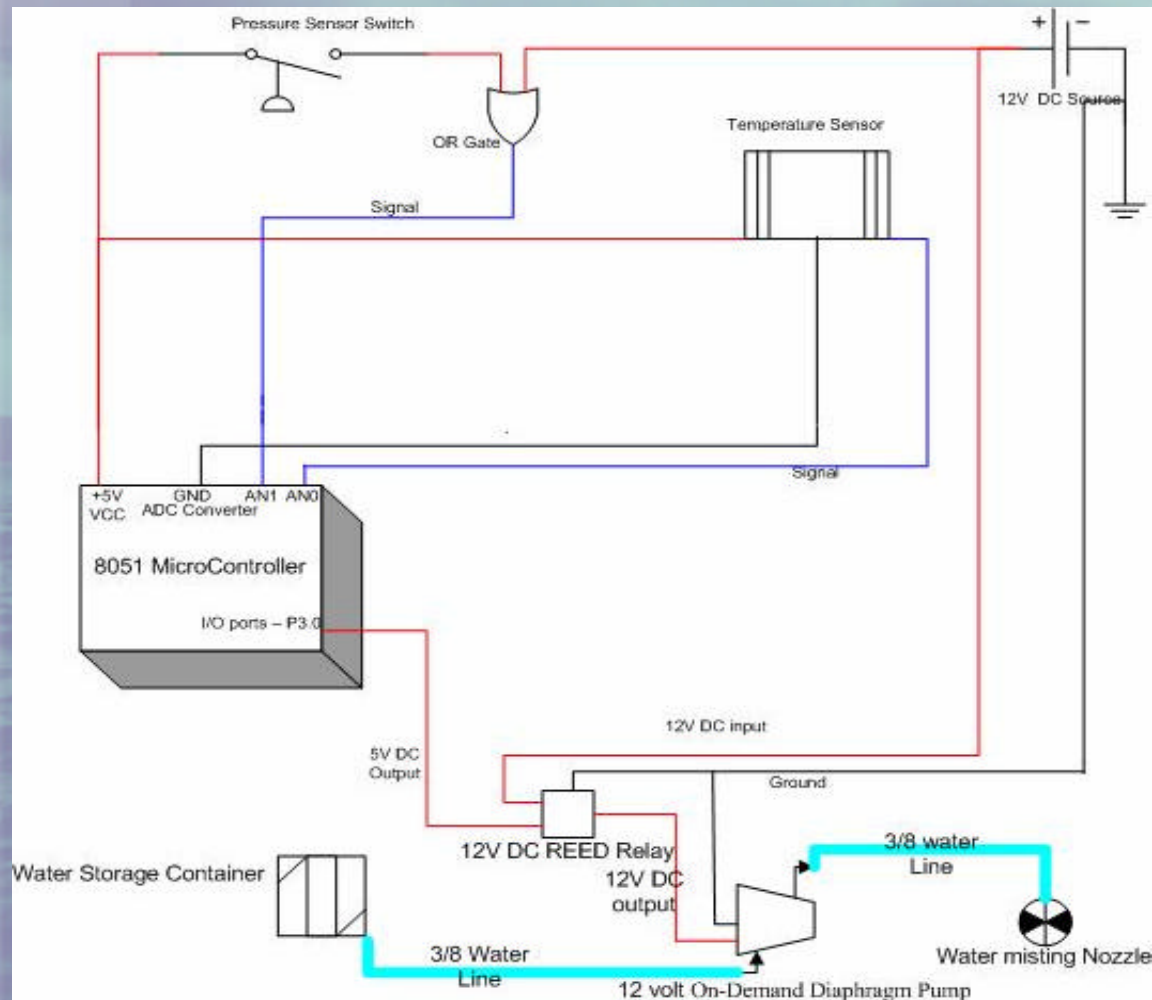 Pressure Sensor Switch
+ −
12V DC Source
OR Gate
Temperature Sensor
Signal
Signal
+5V
VCC
GND
AN1
AN0
ADC Converter
8051 MicroController
I/O ports – P3.0
5V DC
Output
12V DC input
Ground
12V DC REED Relay
12V DC
output
Water Storage Container
3/8 water
Line
3/8 Water
Line
Water misting Nozzle
12 volt On-Demand Diaphragm Pump